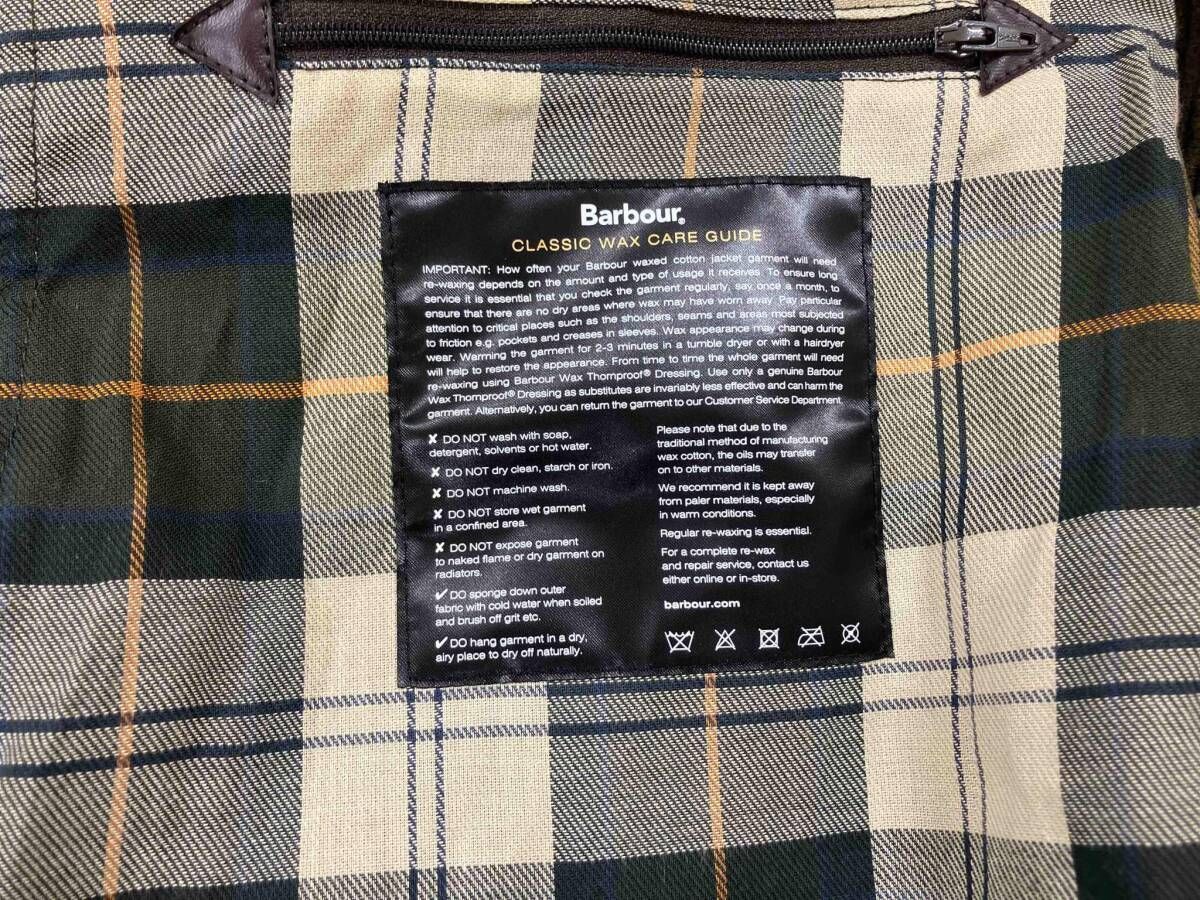 Barbour®
CLASSIC WAX CARE GUIDE
IMPORTANT: How often your Barbour waxed cotton jacket garment will need
re-waxing depends on the amount and type of usage it receives. To ensure long
service it is essential that you check the garment regularly, say once a month, to
ensure that there are no dry areas where wax may have worn away. Pay particular
attention to critical places such as the shoulders, seams and areas most subjected
to friction e.g. pockets and creases in sleeves. Wax appearance may change during
wear. Warming the garment for 2-3 minutes in a tumble dryer or with a hairdryer
will help to restore the appearance. From time to time the whole garment will need
re-waxing using Barbour Wax Thornproof® Dressing. Use only a genuine Barbour
Wax Thornproof® Dressing as substitutes are invariably less effective and can harm the
garment. Alternatively, you can return the garment to our Customer Service Department.
✘ DO NOT wash with soap,
detergent, solvents or hot water.
✘ DO NOT dry clean, starch or iron.
✘ DO NOT machine wash.
✘ DO NOT store wet garment
in a confined area.
✘ DO NOT expose garment
to naked flame or dry garment on
radiators.
✔ DO sponge down outer
fabric with cold water when soiled
and brush off grit etc.
✔ DO hang garment in a dry,
airy place to dry off naturally.
Please note that due to the
traditional method of manufacturing
wax cotton, the oils may transfer
on to other materials.
We recommend it is kept away
from paler materials, especially
in warm conditions.
Regular re-waxing is essential.
For a complete re-wax
and repair service, contact us
either online or in-store.
barbour.com